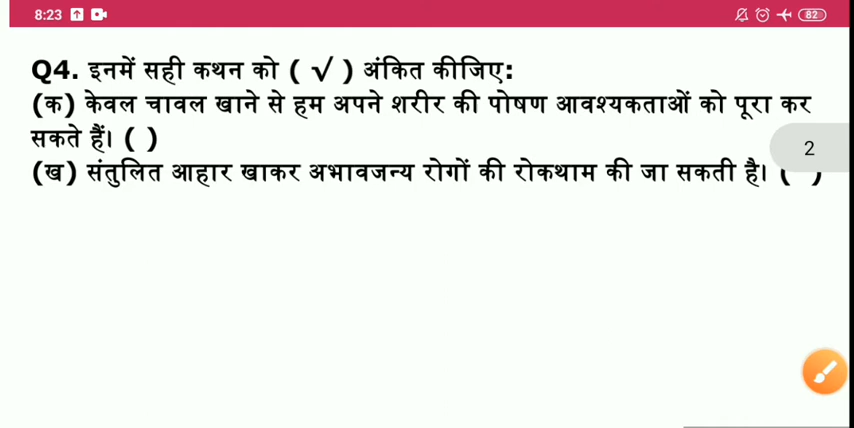 8:23
82
Q4. इनमें सही कथन को ( √ ) अंकित कीजिए:
(क) केवल चावल खाने से हम अपने शरीर की पोषण आवश्यकताओं को पूरा कर
सकते हैं। ( )
2
(ख) संतुलित आहार खाकर अभावजन्य रोगों की रोकथाम की जा सकती है। ( )